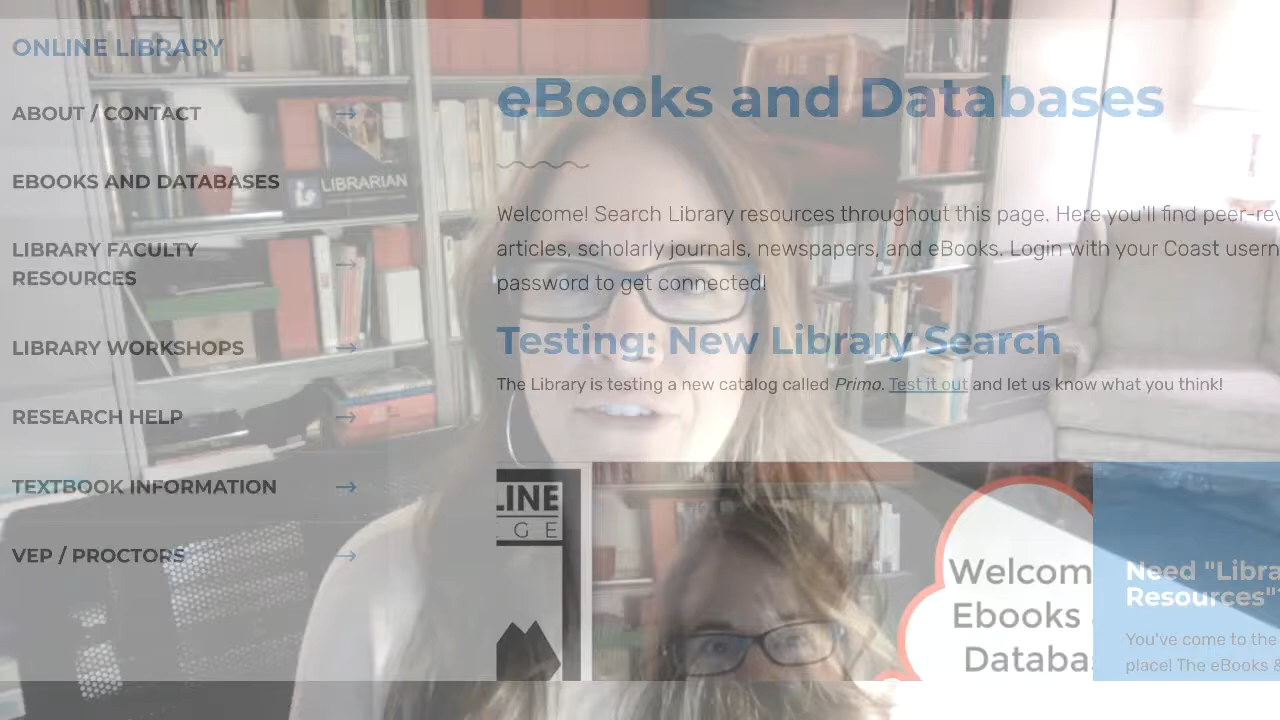 ONLINE LIBRARY
ABOUT / CONTACT →
EBOOKS AND DATABASES
LIBRARIAN
LIBRARY FACULTY
RESOURCES →
LIBRARY WORKSHOPS →
RESEARCH HELP →
TEXTBOOK INFORMATION →
VEP / PROCTORS →
eBooks and Databases
Welcome! Search Library resources throughout this page. Here you'll find peer-rev
articles, scholarly journals, newspapers, and eBooks. Login with your Coast usern
password to get connected!
Testing: New Library Search
The Library is testing a new catalog called Primo. Test it out and let us know what you think!
LINE
GE
Welcom
Ebooks
Databa
Need "Libra
Resources"
You've come to the
place! The eBooks &